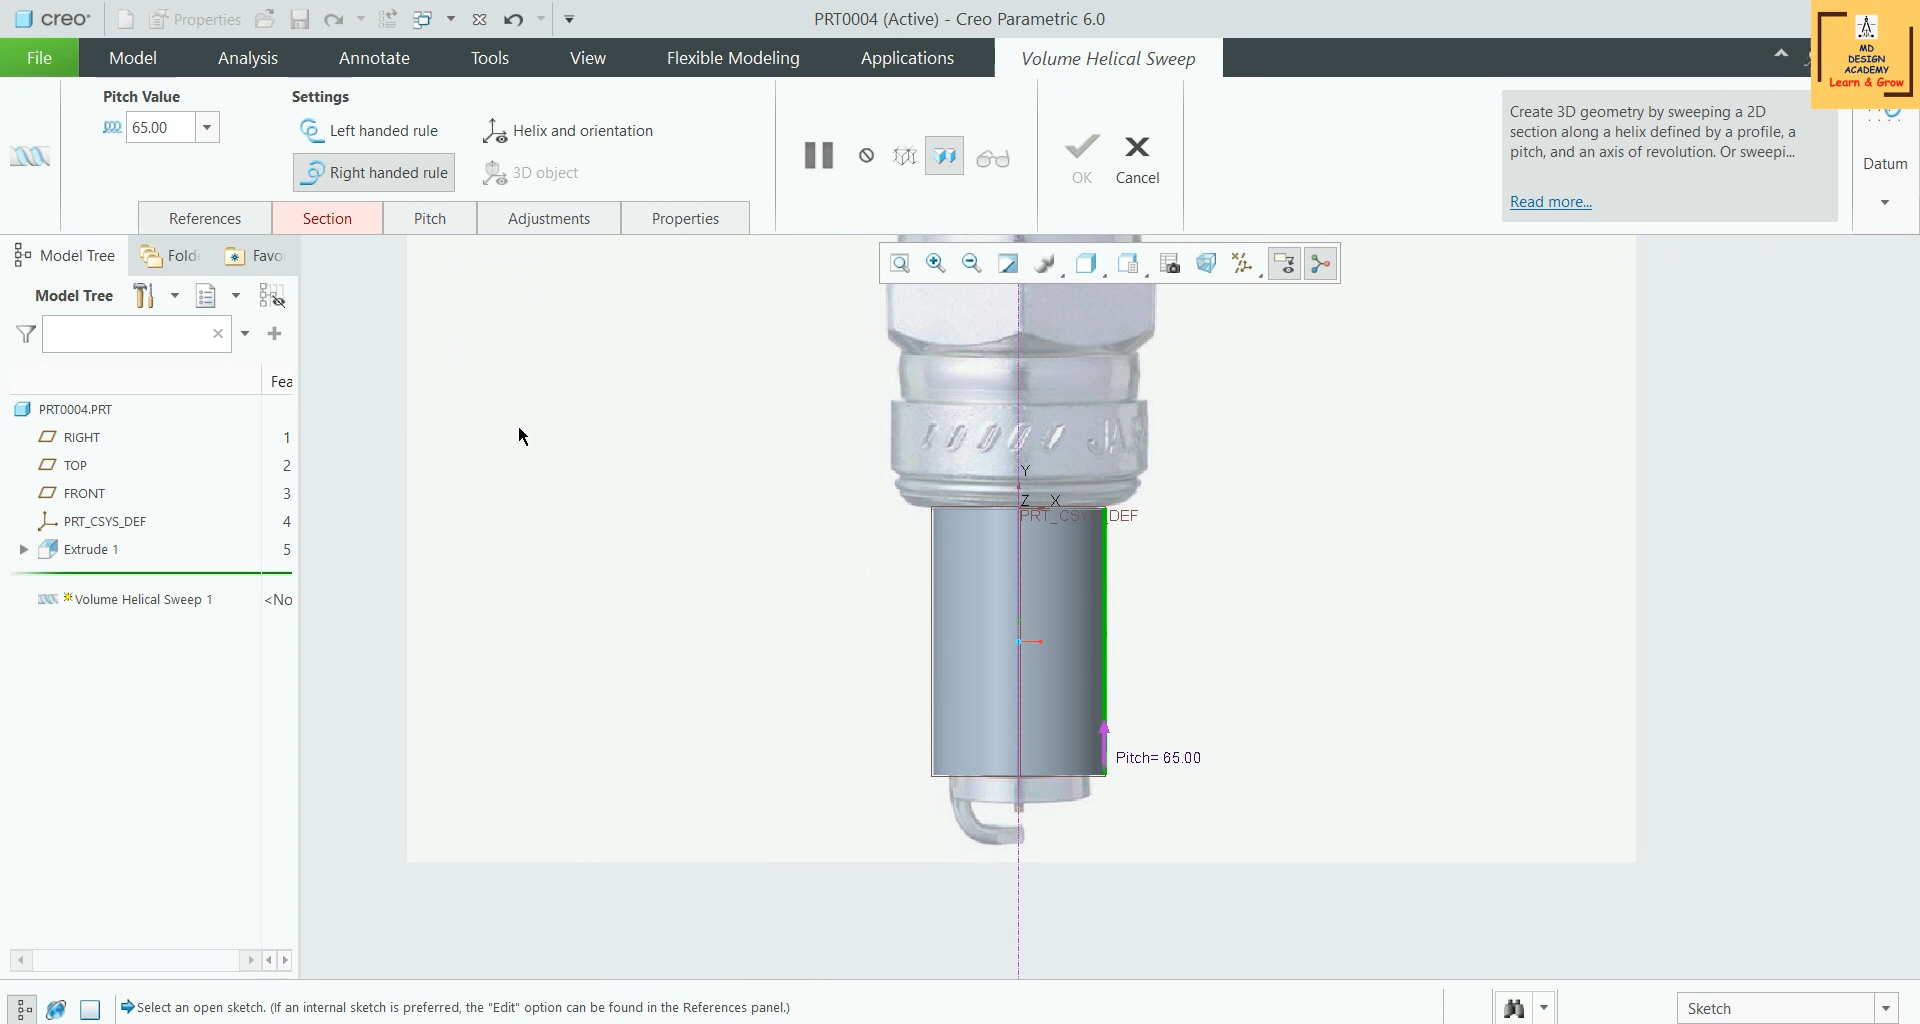 creo
Properties
PRT0004 (Active) - Creo Parametric 6.0
File
Model
Analysis
Annotate
Tools
View
Flexible Modeling
Applications
Volume Helical Sweep
MD
DESIGN
ACADEMY
Learn & Grow
Pitch Value
65.00
Settings
Left handed rule
Right handed rule
Helix and orientation
3D object
OK
Cancel
Create 3D geometry by sweeping a 2D
section along a helix defined by a profile, a
pitch, and an axis of revolution. Or sweepi...
Read more...
Datum
References
Section
Pitch
Adjustments
Properties
Model Tree
Fold
Favo
Model Tree
Fea
PRT0004.PRT
RIGHT 1
TOP 2
FRONT 3
PRT_CSYS_DEF 4
Extrude 1 5
Volume Helical Sweep 1 <No
Y
Z X
PRT_CSYS_DEF
Pitch= 65.00
Select an open sketch. (If an internal sketch is preferred, the "Edit" option can be found in the References panel.)
Sketch